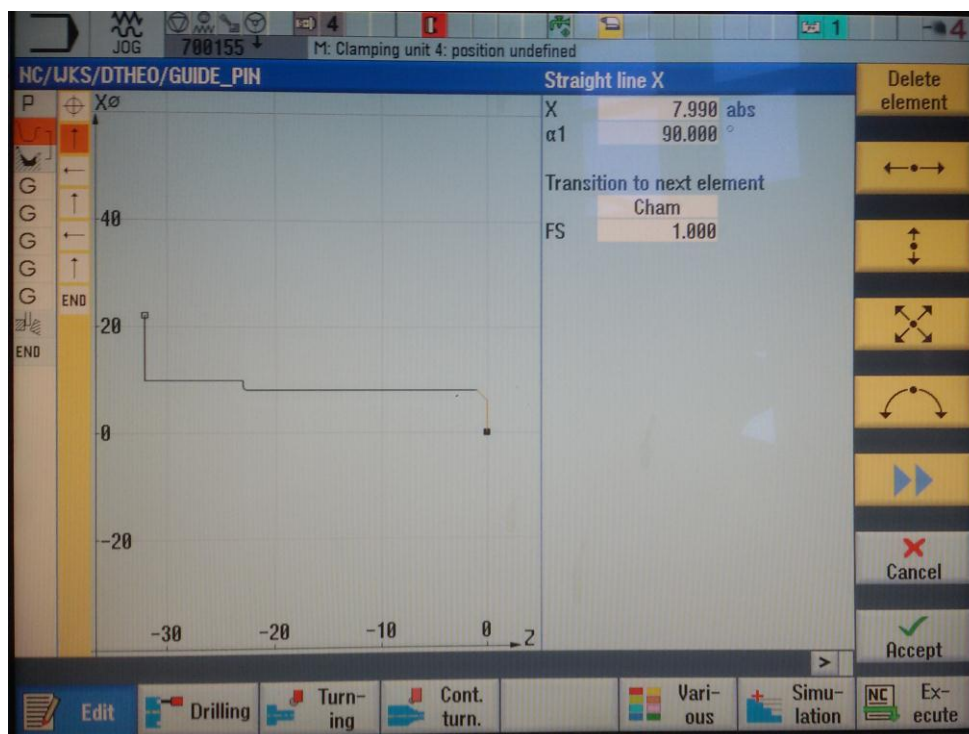 4
1
4
JOG
700155
M: Clamping unit 4: position undefined
NC/WKS/DTHEO/GUIDE_PIN
Straight line X
Delete
element
P
XØ
X 7.990 abs
α1 90.000 °
G
Transition to next element
G
Cham
40
G
FS 1.000
G
G
END
20
END
0
-20
Cancel
-30
-20
-10
0
Z
Accept
>
Edit
Drilling
Turn-
ing
Cont.
turn.
Vari-
ous
Simu-
lation
NC
Ex-
ecute